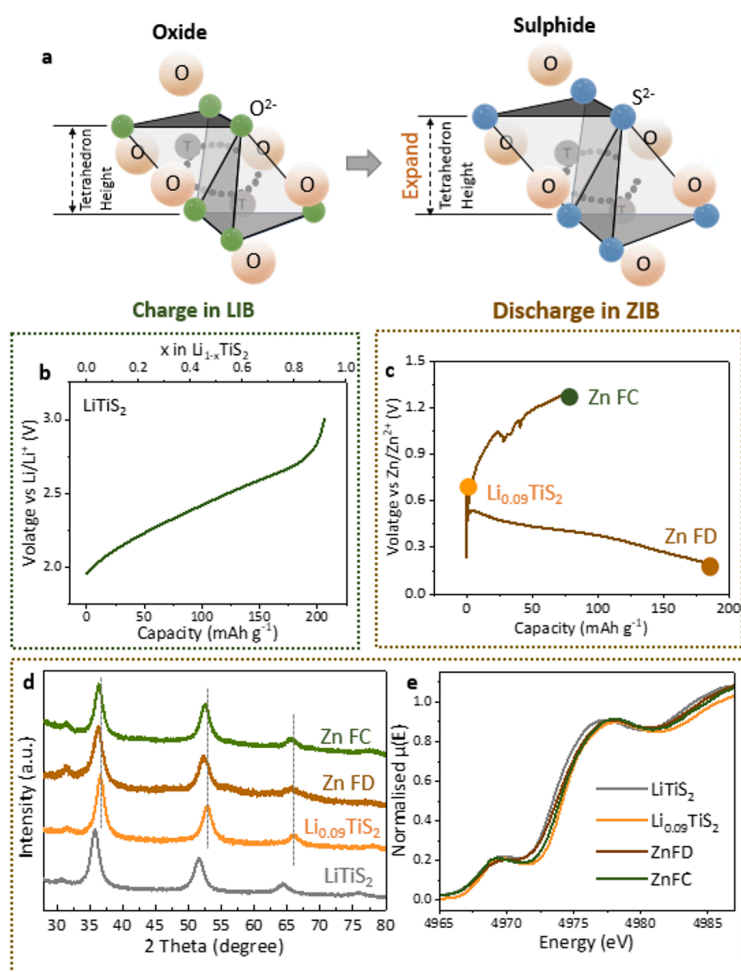 Oxide
Sulphide
a
O
O²⁻
O
S²⁻
Tetrahedron
Height
O
T
O
O
O
T
O
Expand
Tetrahedron
Height
O
T
O
O
O
T
O
Charge in LIB
Discharge in ZIB
x in Li₁₋ₓTiS₂
0.0 0.2 0.4 0.6 0.8 1.0
b
LiTiS₂
Volatge vs Li/Li⁺ (V)
3.0
2.5
2.0
0 50 100 150 200
Capacity (mAh g⁻¹)
c
Volatge vs Zn/Zn²⁺ (V)
1.5
1.2
0.9
0.6
0.3
0.0
Zn FC
Li₀.₀₉TiS₂
Zn FD
0 50 100 150 200
Capacity (mAh g⁻¹)
d
Intensity (a.u.)
Zn FC
Zn FD
Li₀.₀₉TiS₂
LiTiS₂
30 35 40 45 50 55 60 65 70 75 80
2 Theta (degree)
e
Normalised μ(E)
1.0
0.8
0.6
0.4
0.2
0.0
LiTiS₂
Li₀.₀₉TiS₂
ZnFD
ZnFC
4965 4970 4975 4980 4985
Energy (eV)